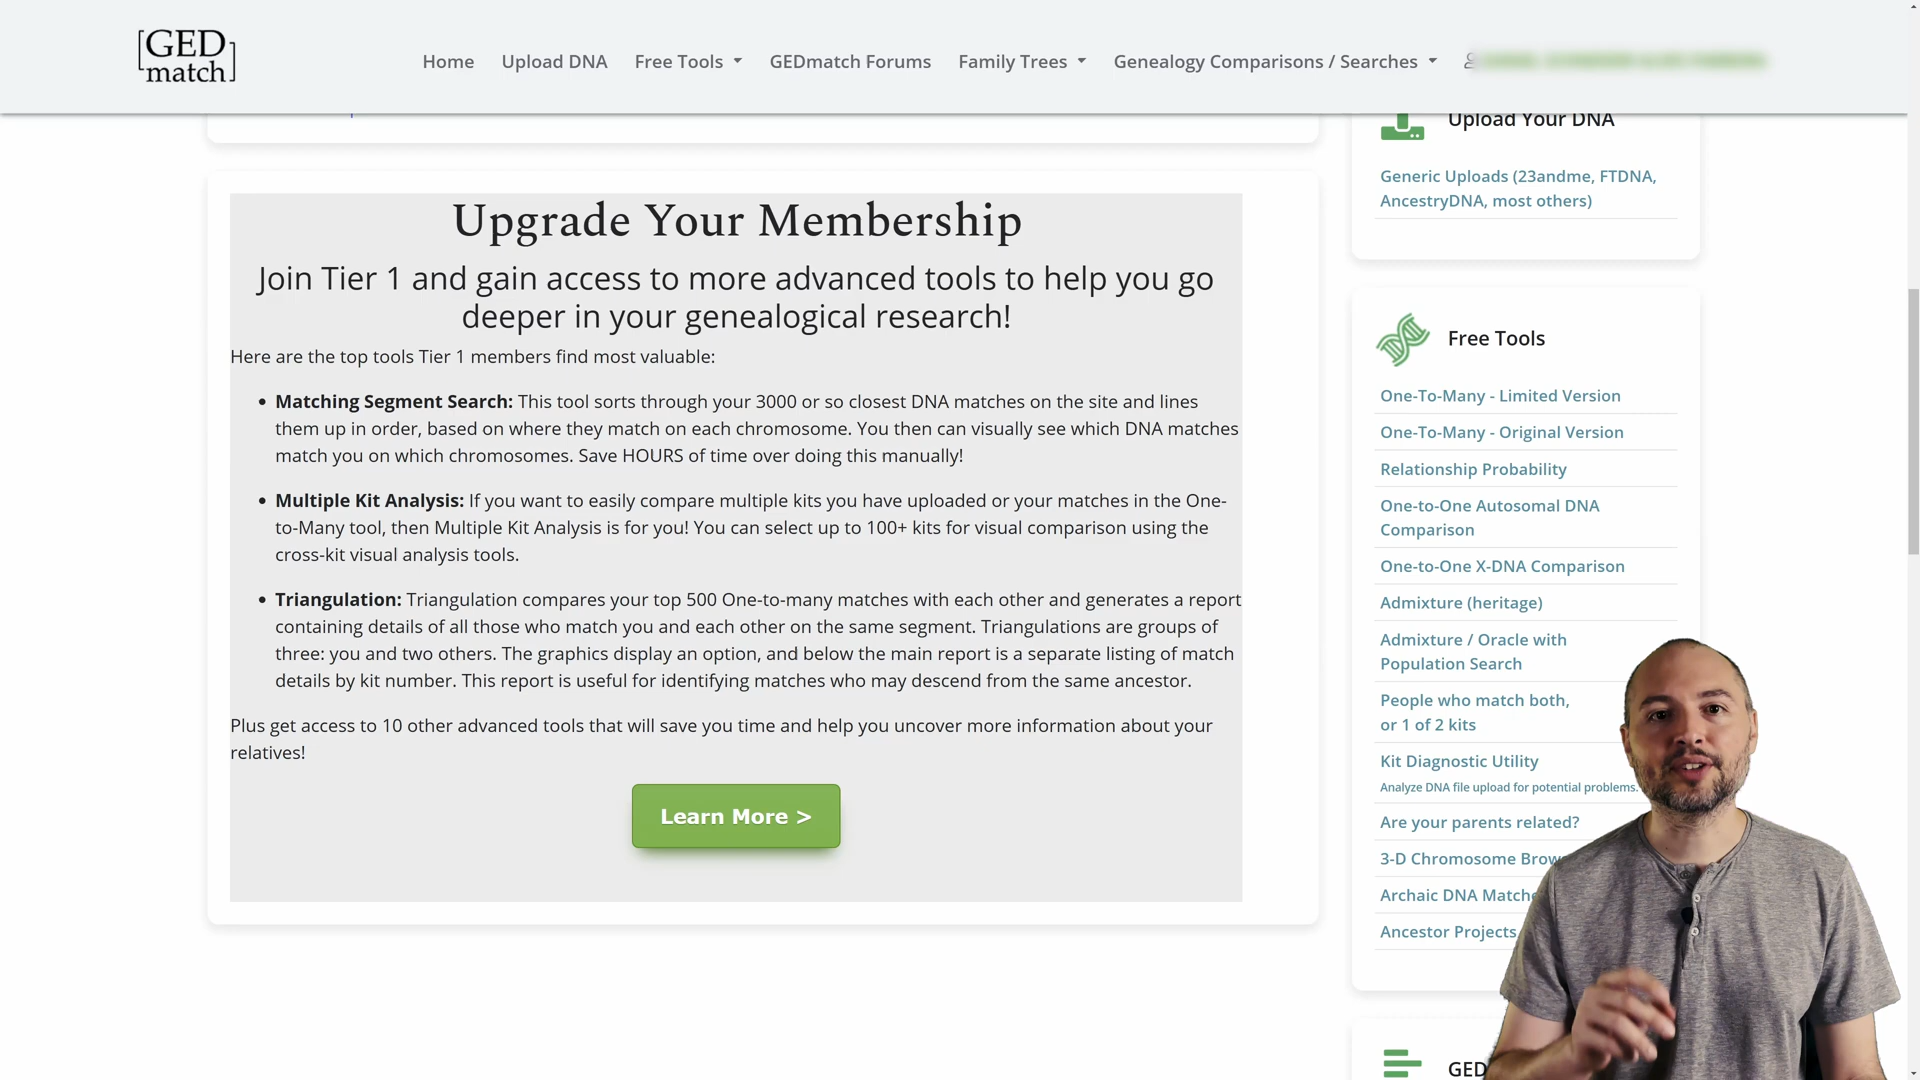 [GED
match]
Home
Upload DNA
Free Tools
GEDmatch Forums
Family Trees
Genealogy Comparisons / Searches
Upgrade Your Membership
Join Tier 1 and gain access to more advanced tools to help you go
deeper in your genealogical research!
Here are the top tools Tier 1 members find most valuable:
• Matching Segment Search: This tool sorts through your 3000 or so closest DNA matches on the site and lines
them up in order, based on where they match on each chromosome. You then can visually see which DNA matches
match you on which chromosomes. Save HOURS of time over doing this manually!
• Multiple Kit Analysis: If you want to easily compare multiple kits you have uploaded or your matches in the One-
to-Many tool, then Multiple Kit Analysis is for you! You can select up to 100+ kits for visual comparison using the
cross-kit visual analysis tools.
• Triangulation: Triangulation compares your top 500 One-to-many matches with each other and generates a report
containing details of all those who match you and each other on the same segment. Triangulations are groups of
three: you and two others. The graphics display an option, and below the main report is a separate listing of match
details by kit number. This report is useful for identifying matches who may descend from the same ancestor.
Plus get access to 10 other advanced tools that will save you time and help you uncover more information about your
relatives!
Learn More >
Upload Your DNA
Generic Uploads (23andme, FTDNA,
AncestryDNA, most others)
Free Tools
One-To-Many - Limited Version
One-To-Many - Original Version
Relationship Probability
One-to-One Autosomal DNA
Comparison
One-to-One X-DNA Comparison
Admixture (heritage)
Admixture / Oracle with
Population Search
People who match both,
or 1 of 2 kits
Kit Diagnostic Utility
Analyze DNA file upload for potential problems.
Are your parents related?
3-D Chromosome Brow
Archaic DNA Matche
Ancestor Projects
GED